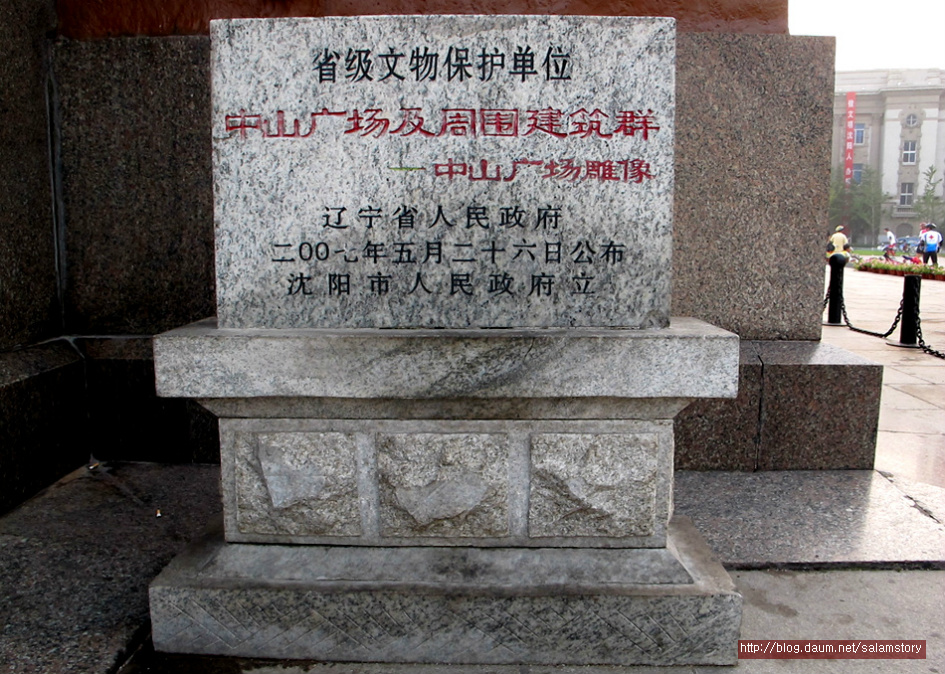 省级文物保护单位
中山广场及周围建筑群
—中山广场雕像
辽宁省人民政府
二00七年五月二十六日公布
沈阳市人民政府立
http://blog.daum.net/salamstory